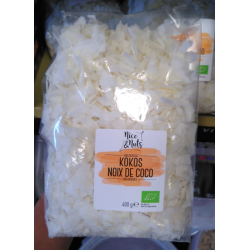 Nice
& Nuts
KOKOS
NOIX DE COCO
400 g e